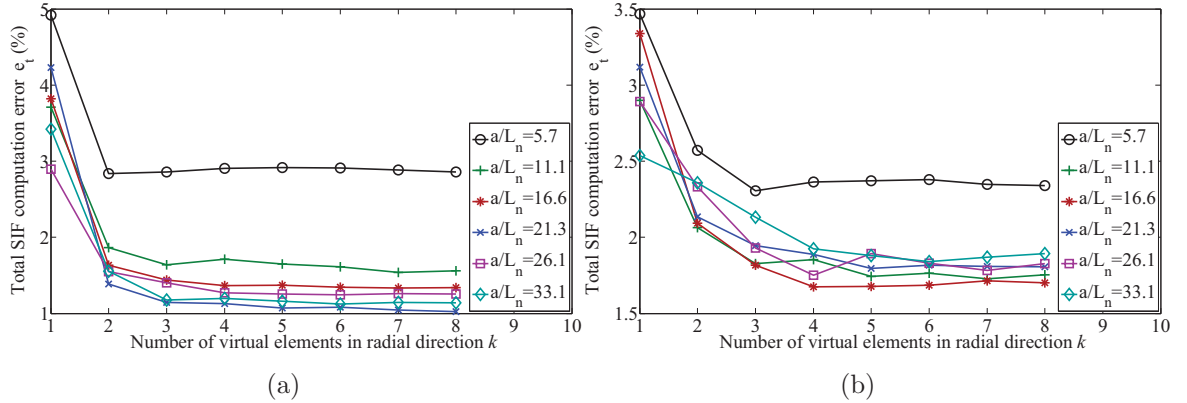 Total SIF computation error e_t (%)
5
4
3
2
1
1 2 3 4 5 6 7 8 9 10
Number of virtual elements in radial direction k
a/L_n=5.7
a/L_n=11.1
a/L_n=16.6
a/L_n=21.3
a/L_n=26.1
a/L_n=33.1
(a)
Total SIF computation error e_t (%)
3.5
3
2.5
2
1.5
1 2 3 4 5 6 7 8 9 10
Number of virtual elements in radial direction k
a/L_n=5.7
a/L_n=11.1
a/L_n=16.6
a/L_n=21.3
a/L_n=26.1
a/L_n=33.1
(b)